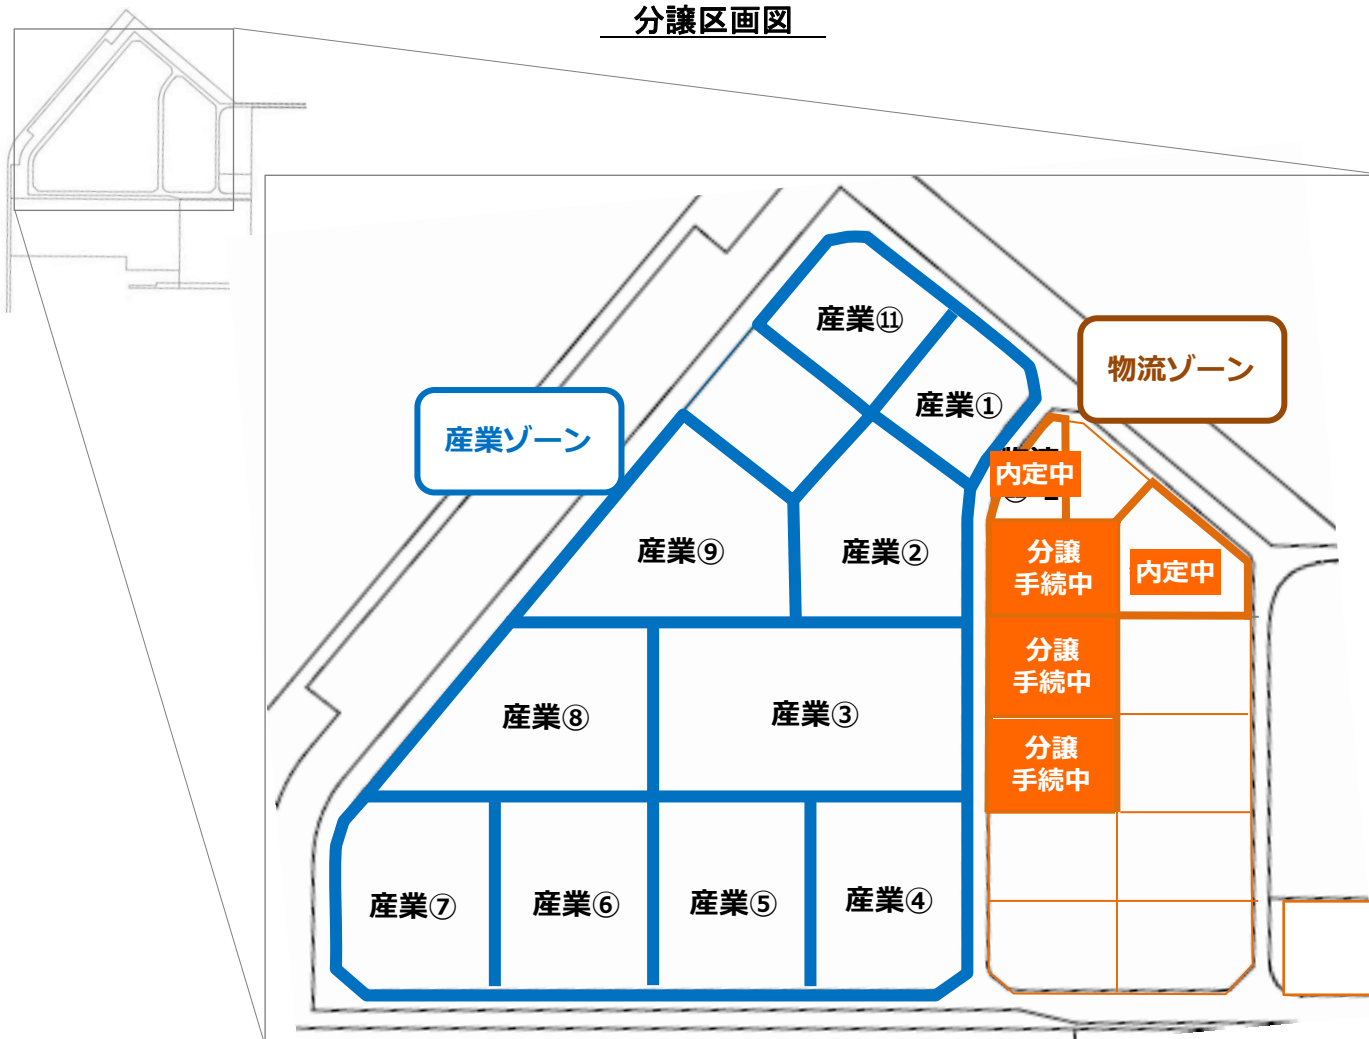 分譲区画図
産業⑪
物流ゾーン
産業①
産業ゾーン
内定中
産業⑨
産業②
分譲
手続中
内定中
分譲
手続中
産業⑧
産業③
分譲
手続中
産業⑦
産業⑥
産業⑤
産業④